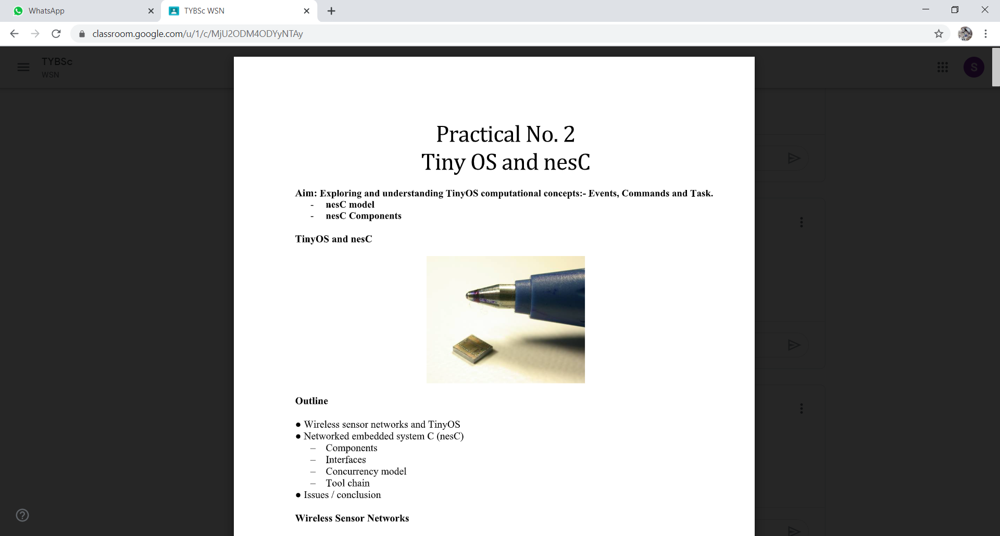 WhatsApp
TYBSc WSN
classroom.google.com/u/1/c/MjU2ODM4ODYyNTAy
TYBSc
WSN
S
Practical No. 2
Tiny OS and nesC
Aim: Exploring and understanding TinyOS computational concepts:- Events, Commands and Task.
- nesC model
- nesC Components
TinyOS and nesC
Outline
● Wireless sensor networks and TinyOS
● Networked embedded system C (nesC)
– Components
– Interfaces
– Concurrency model
– Tool chain
● Issues / conclusion
Wireless Sensor Networks